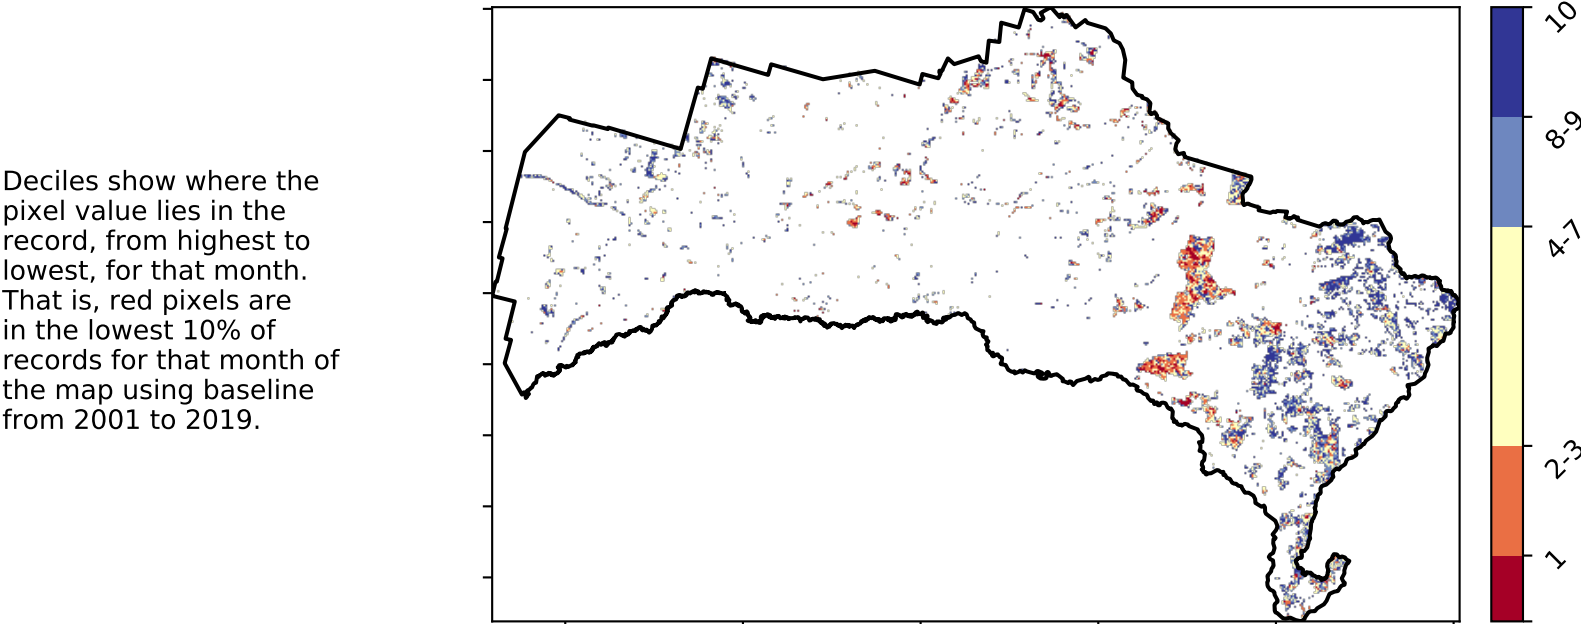 Deciles show where the
pixel value lies in the
record, from highest to
lowest, for that month.
That is, red pixels are
in the lowest 10% of
records for that month of
the map using baseline
from 2001 to 2019.
10
8-9
4-7
2-3
1